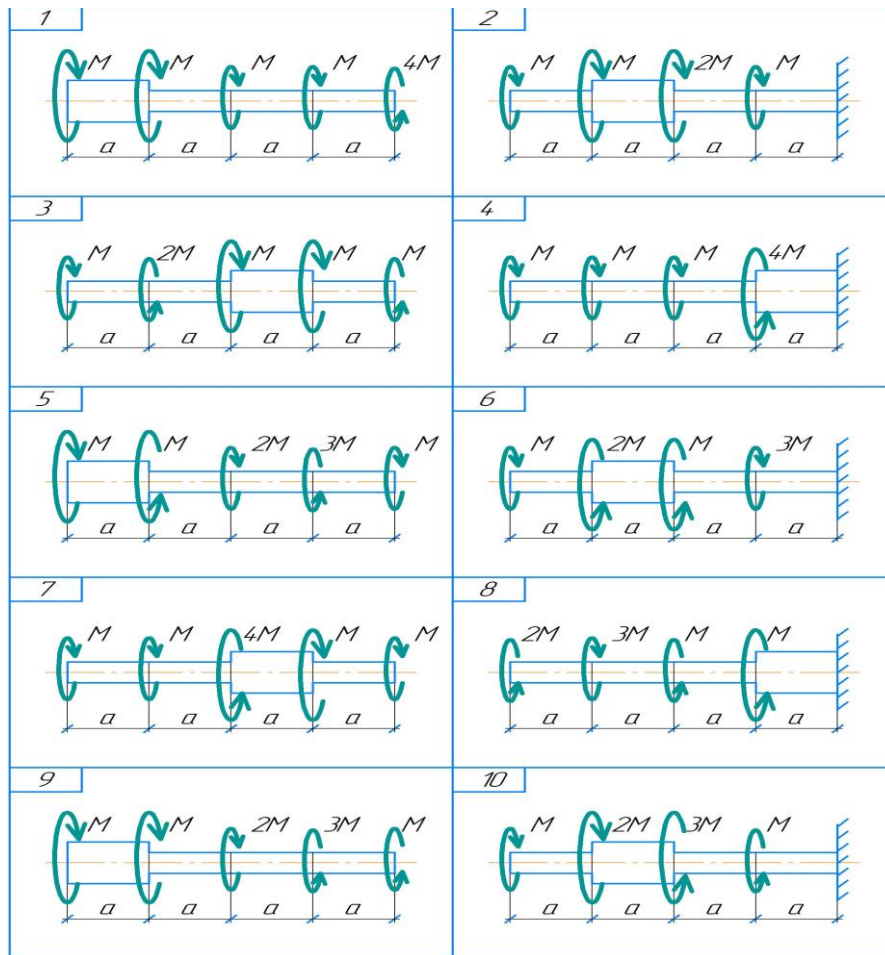 1
M M M M 4M
a a a a
2
M M 2M M
a a a a
3
M 2M M M M
a a a a
4
M M M 4M
a a a a
5
M M 2M 3M M
a a a a
6
M 2M M 3M
a a a a
7
M M 4M M M
a a a a
8
2M 3M M M
a a a a
9
M M 2M 3M M
a a a a
10
M 2M 3M M
a a a a